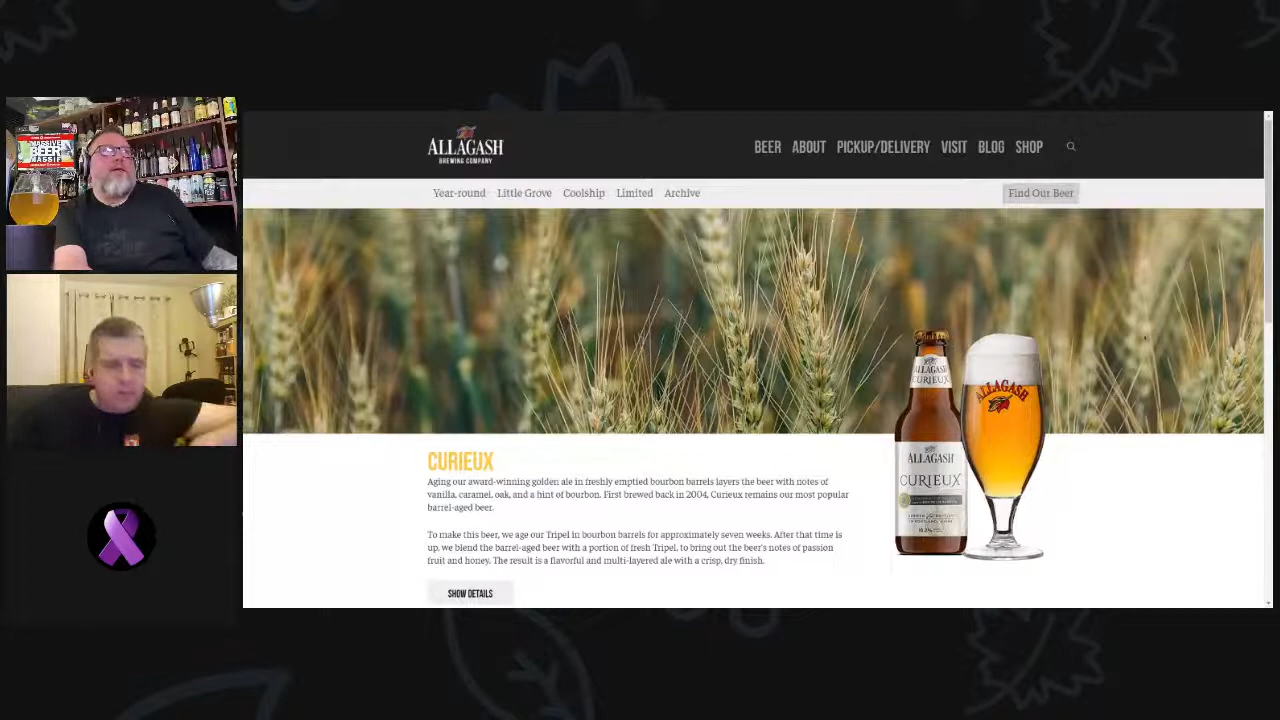 MASSIVE
BEER
MASSIF
ALLAGASH
BREWING COMPANY
BEER ABOUT PICKUP/DELIVERY VISIT BLOG SHOP
Year-round Little Grove Coolship Limited Archive Find Our Beer
ALLAGASH
CURIEUX
ALLAGASH
ALLAGASH
CURIEUX
CURIEUX
Aging our award-winning golden ale in freshly emptied bourbon barrels layers the beer with notes of
vanilla, caramel, oak, and a hint of bourbon. First brewed back in 2004, Curieux remains our most popular
barrel-aged beer.
To make this beer, we age our Tripel in bourbon barrels for approximately seven weeks. After that time is
up, we blend the barrel-aged beer with a portion of fresh Tripel, to bring out the beer's notes of passion
fruit and honey. The result is a flavorful and multi-layered ale with a crisp, dry finish.
SHOW DETAILS